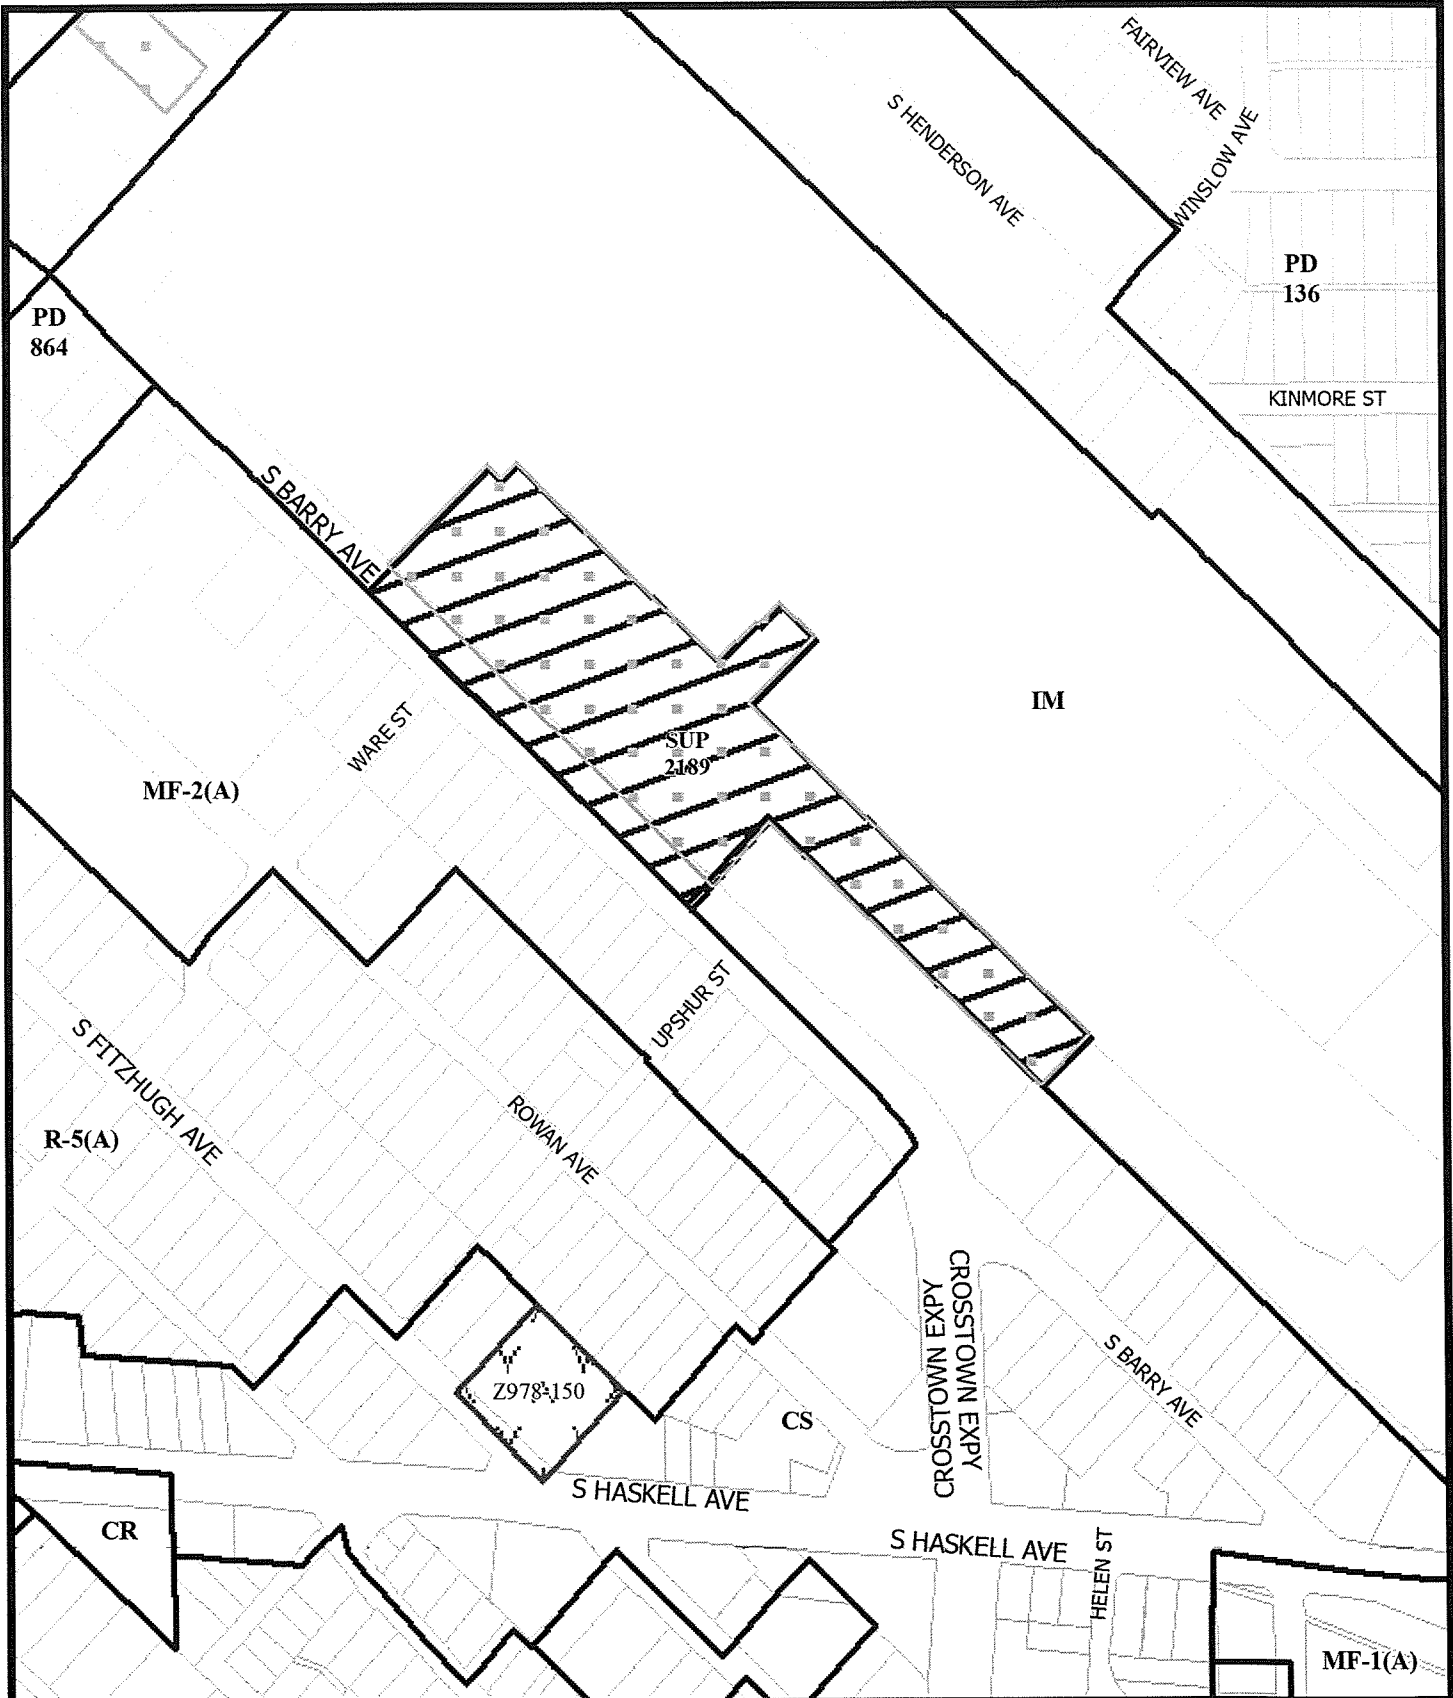 FAIRVIEW AVE
S HENDERSON AVE
WINSLOW AVE
PD
136
PD
864
KINMORE ST
S BARRY AVE
IM
WARE ST
SUP
2189
MF-2(A)
UPSHUR ST
S FITZHUGH AVE
ROWAN AVE
R-5(A)
CROSSTOWN EXPY
CROSSTOWN EXPY
S BARRY AVE
Z978-150
CS
S HASKELL AVE
CR
S HASKELL AVE
HELEN ST
MF-1(A)